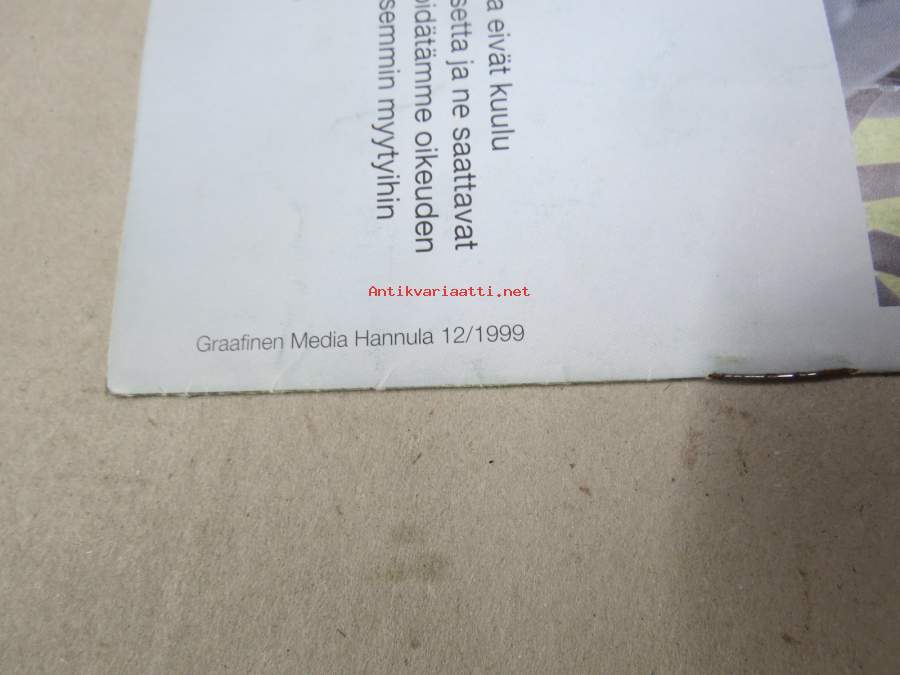 a eivät kuulu
setta ja ne saattavat
pidätämme oikeuden
semmin myytyihin
Antikvariaatti.net
Graafinen Media Hannula 12/1999